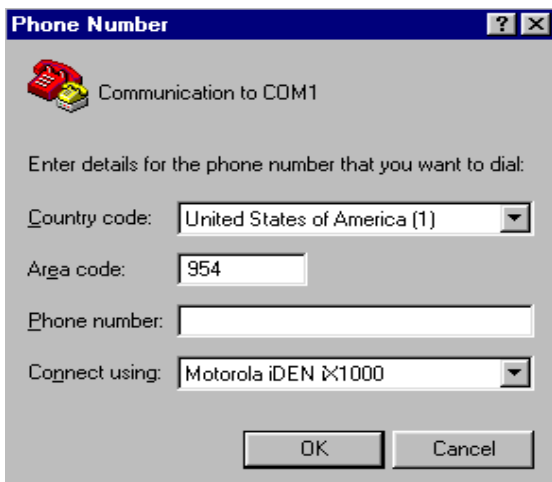 Phone Number
Communication to COM1
Enter details for the phone number that you want to dial:
Country code: United States of America (1)
Area code: 954
Phone number:
Connect using: Motorola iDEN iX1000
OK Cancel